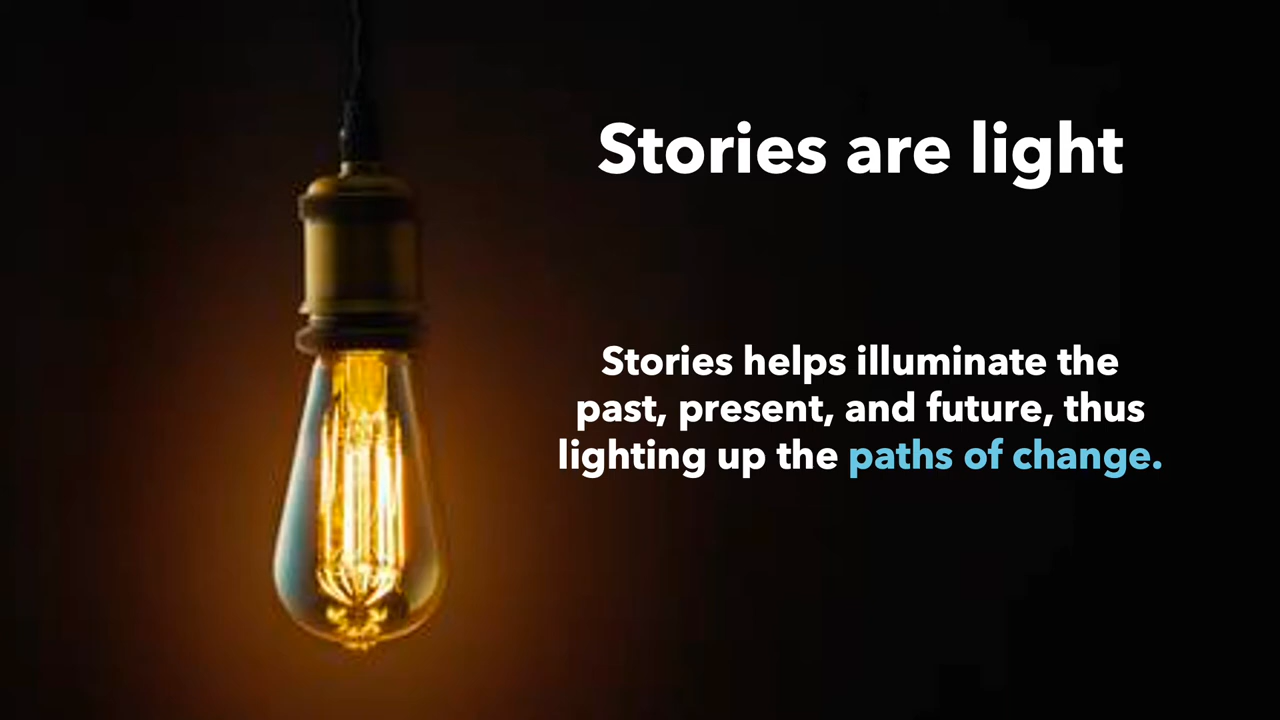 Stories are light
Stories helps illuminate the
past, present, and future, thus
lighting up the paths of change.